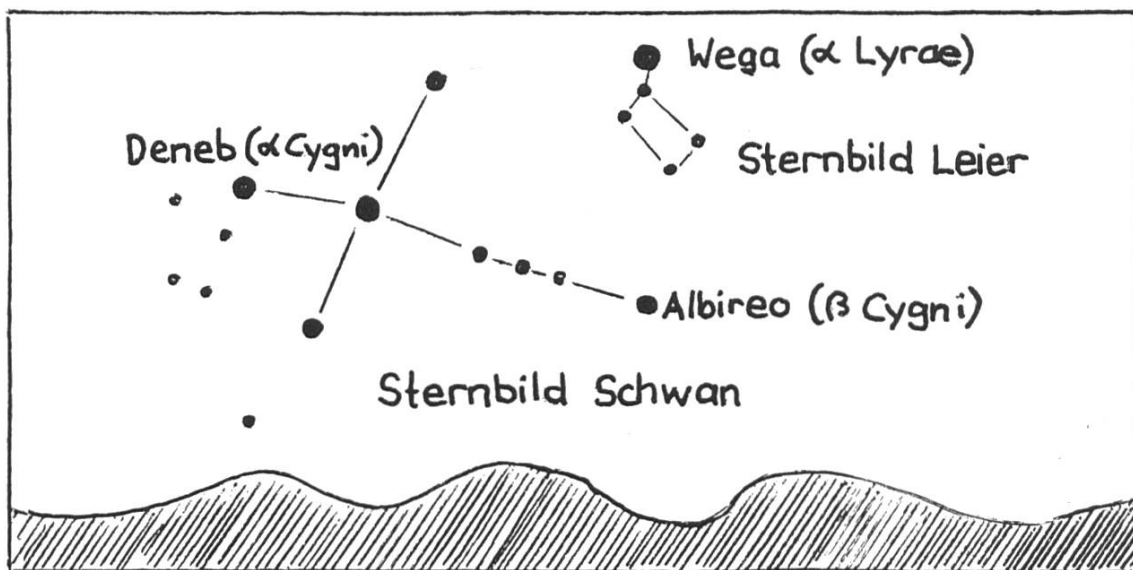 Wega (α Lyrae)
Deneb (α Cygni)
Sternbild Leier
Albireo (β Cygni)
Sternbild Schwan